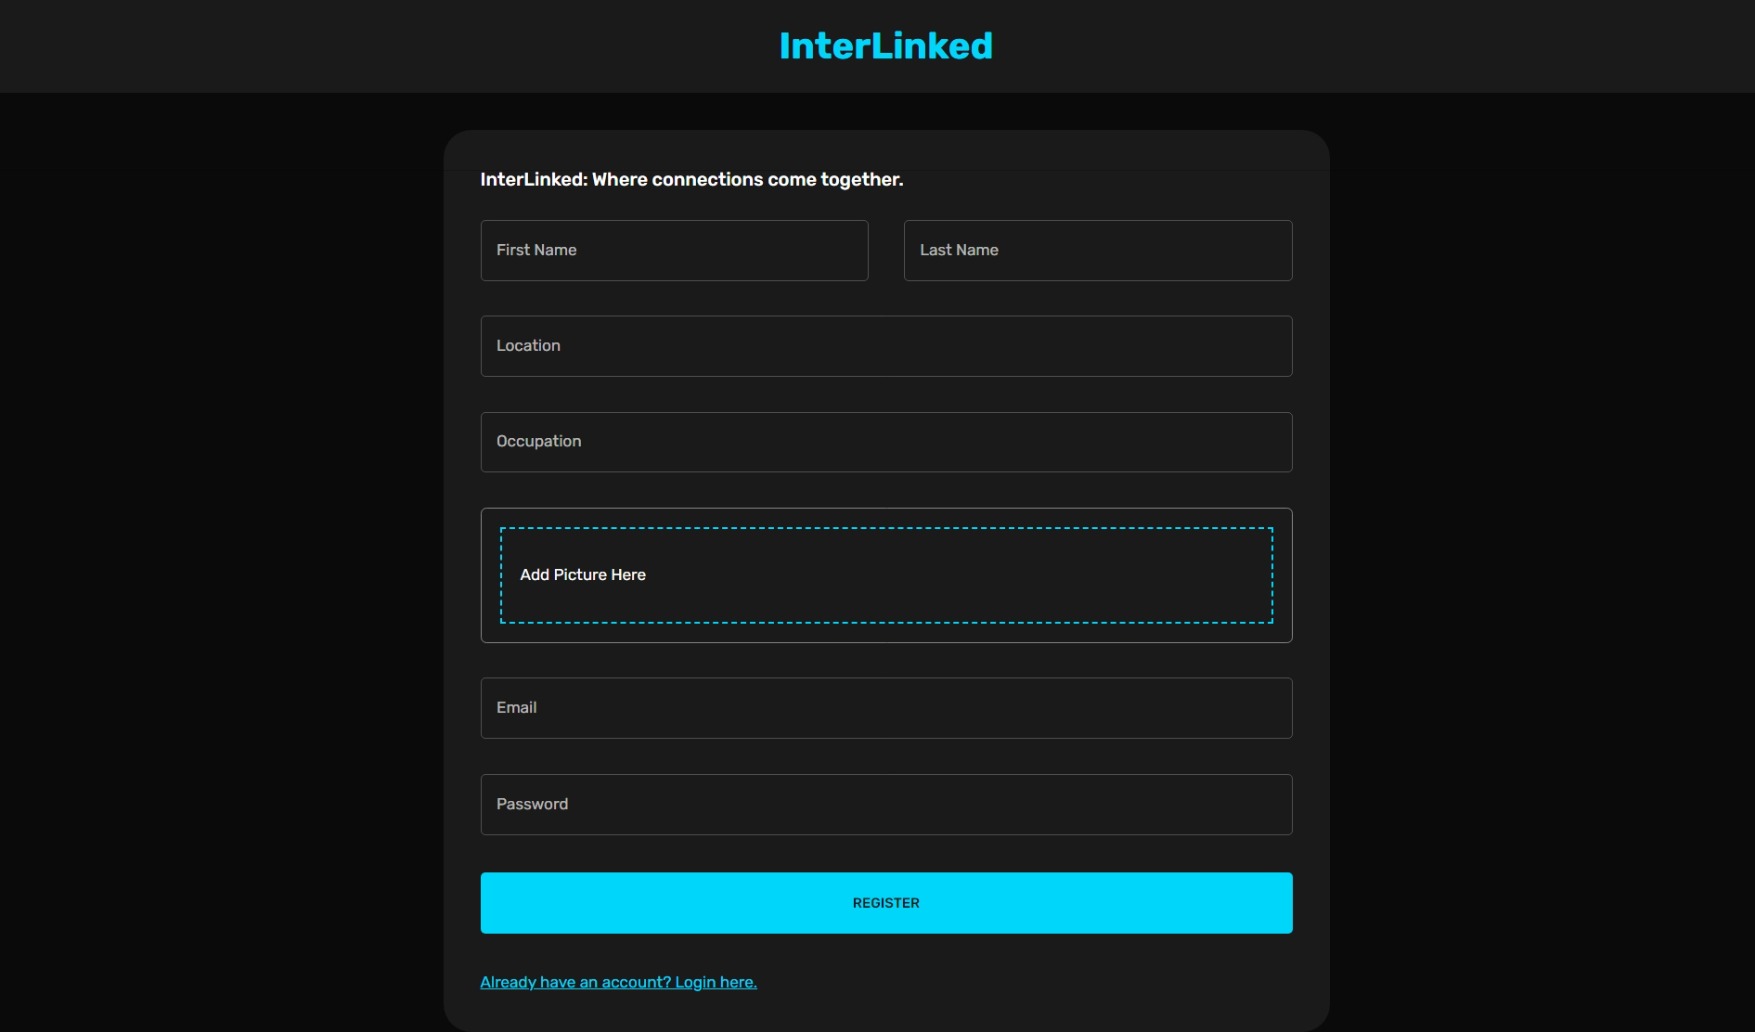 InterLinked
InterLinked: Where connections come together.
First Name
Last Name
Location
Occupation
Add Picture Here
Email
Password
REGISTER
Already have an account? Login here.